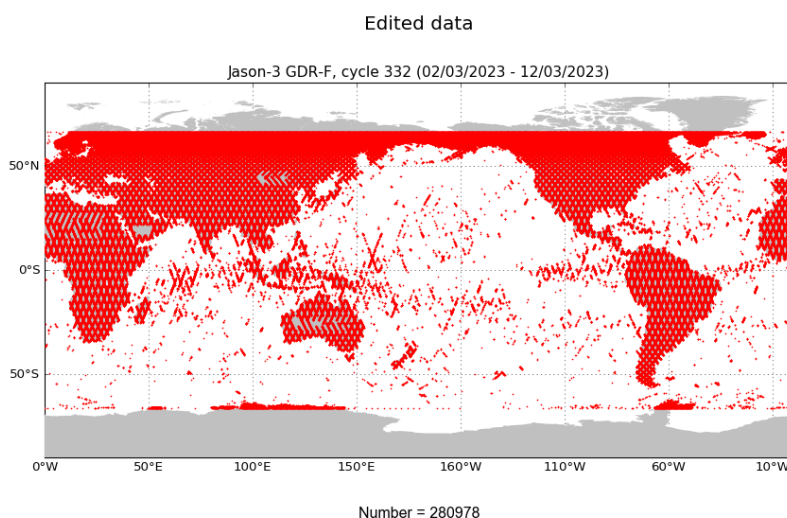 Edited data
Jason-3 GDR-F, cycle 332 (02/03/2023 - 12/03/2023)
50°N
0°S
50°S
0°W 50°E 100°E 150°E 160°W 110°W 60°W 10°W
Number = 280978